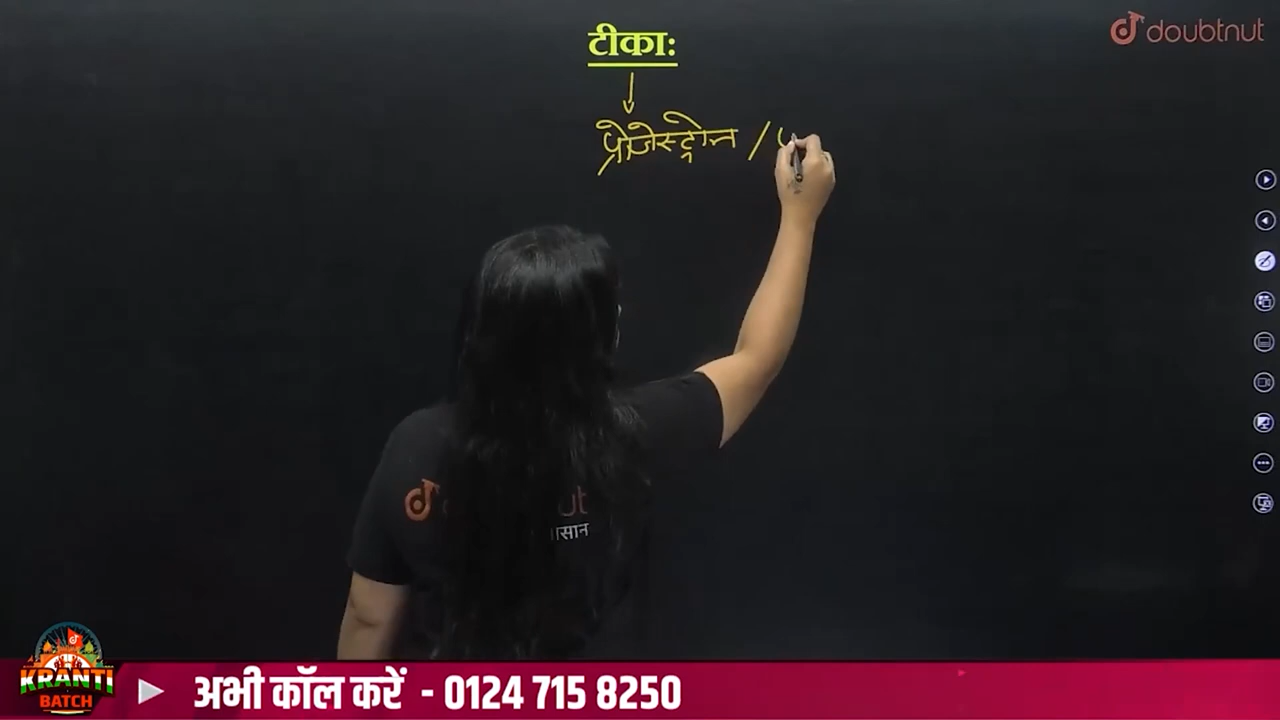 doubtnut
टीका:
प्रोजेस्ट्रोन /
सान
KRANTI
BATCH
अभी कॉल करें - 0124 715 8250